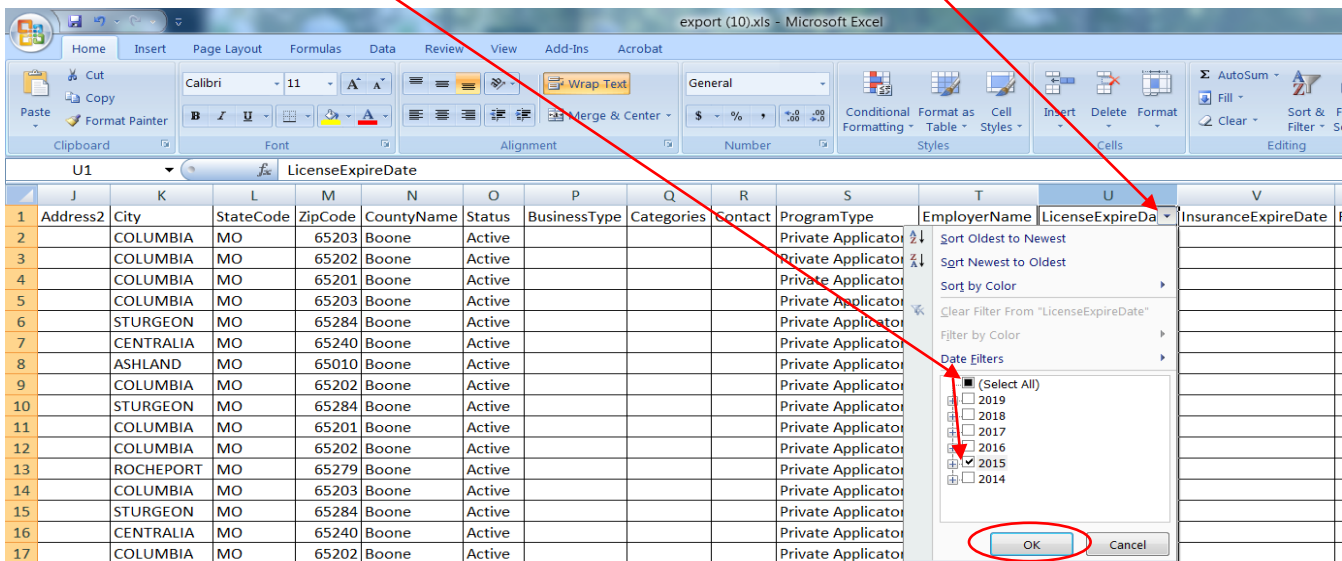 export (10).xls - Microsoft Excel
Home Insert Page Layout Formulas Data Review View Add-Ins Acrobat
Cut
Copy
Format Painter
Paste
Clipboard
Calibri 11 A A
B I U A
Font
Wrap Text
Merge & Center
Alignment
General
$ % , .0 .00 .00 .0
Number
Conditional Formatting
Format as Table
Cell Styles
Styles
Insert Delete Format
Cells
Σ AutoSum
Fill
Clear
Sort & Filter
Editing
U1 fx LicenseExpireDate
J K L M N O P Q R S T U V
1 Address2 City StateCode ZipCode CountyName Status BusinessType Categories Contact ProgramType EmployerName LicenseExpireDa InsuranceExpireDate
2 COLUMBIA MO 65203 Boone Active Private Applicator
3 COLUMBIA MO 65202 Boone Active Private Applicator
4 COLUMBIA MO 65201 Boone Active Private Applicator
5 COLUMBIA MO 65203 Boone Active Private Applicator
6 STURGEON MO 65284 Boone Active Private Applicator
7 CENTRALIA MO 65240 Boone Active Private Applicator
8 ASHLAND MO 65010 Boone Active Private Applicator
9 COLUMBIA MO 65202 Boone Active Private Applicator
10 STURGEON MO 65284 Boone Active Private Applicator
11 COLUMBIA MO 65201 Boone Active Private Applicator
12 COLUMBIA MO 65202 Boone Active Private Applicator
13 ROCHEPORT MO 65279 Boone Active Private Applicator
14 COLUMBIA MO 65203 Boone Active Private Applicator
15 STURGEON MO 65284 Boone Active Private Applicator
16 CENTRALIA MO 65240 Boone Active Private Applicator
17 COLUMBIA MO 65202 Boone Active Private Applicator
Sort Oldest to Newest
Sort Newest to Oldest
Sort by Color
Clear Filter From "LicenseExpireDate"
Filter by Color
Date Filters
(Select All)
2019
2018
2017
2016
2015
2014
OK Cancel